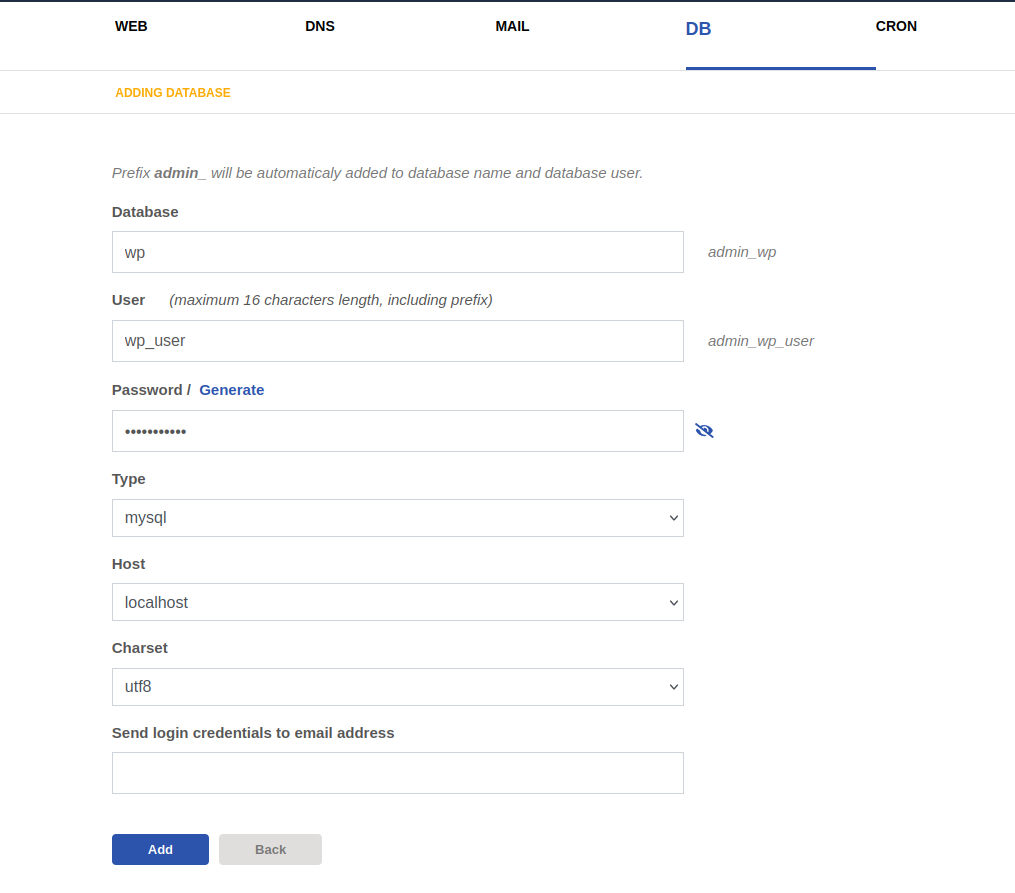 WEB DNS MAIL DB CRON
ADDING DATABASE
Prefix admin_ will be automaticaly added to database name and database user.
Database
wp admin_wp
User (maximum 16 characters length, including prefix)
wp_user admin_wp_user
Password / Generate
•••••••••••
Type
mysql
Host
localhost
Charset
utf8
Send login credentials to email address
Add Back